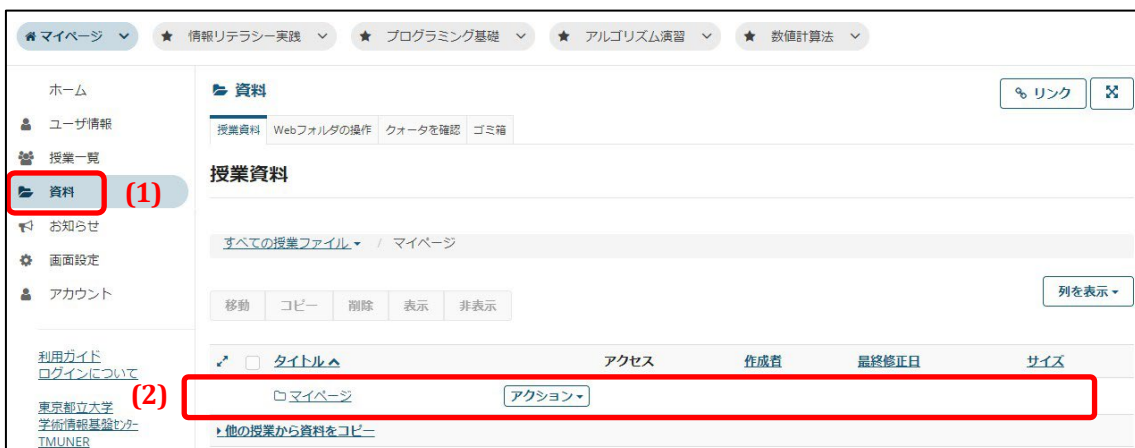 マイページ
情報リテラシー実践
プログラミング基礎
アルゴリズム演習
数値計算法
ホーム
ユーザ情報
授業一覧
資料
(1)
お知らせ
画面設定
アカウント
利用ガイド
ログインについて
東京都立大学
学術情報基盤ｾﾝﾀｰ
TMUNER
資料
リンク
授業資料 Webフォルダの操作 クォータを確認 ゴミ箱
授業資料
すべての授業ファイル / マイページ
列を表示
移動 コピー 削除 表示 非表示
タイトル アクセス 作成者 最終修正日 サイズ
(2)
マイページ アクション
他の授業から資料をコピー